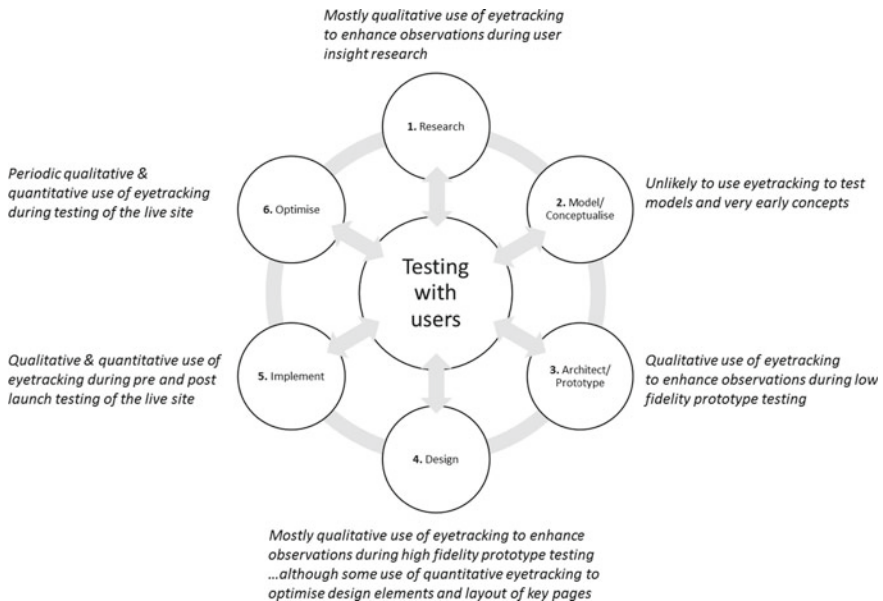 Mostly qualitative use of eyetracking
to enhance observations during user
insight research
1. Research
Periodic qualitative &
quantitative use of eyetracking
during testing of the live site
6. Optimise
2. Model/
Conceptualise
Unlikely to use eyetracking to test
models and very early concepts
Testing
with
users
Qualitative & quantitative use of
eyetracking during pre and post
launch testing of the live site
5. Implement
3. Architect/
Prototype
Qualitative use of eyetracking
to enhance observations during low
fidelity prototype testing
4. Design
Mostly qualitative use of eyetracking to enhance
observations during high fidelity prototype testing
...although some use of quantitative eyetracking to
optimise design elements and layout of key pages